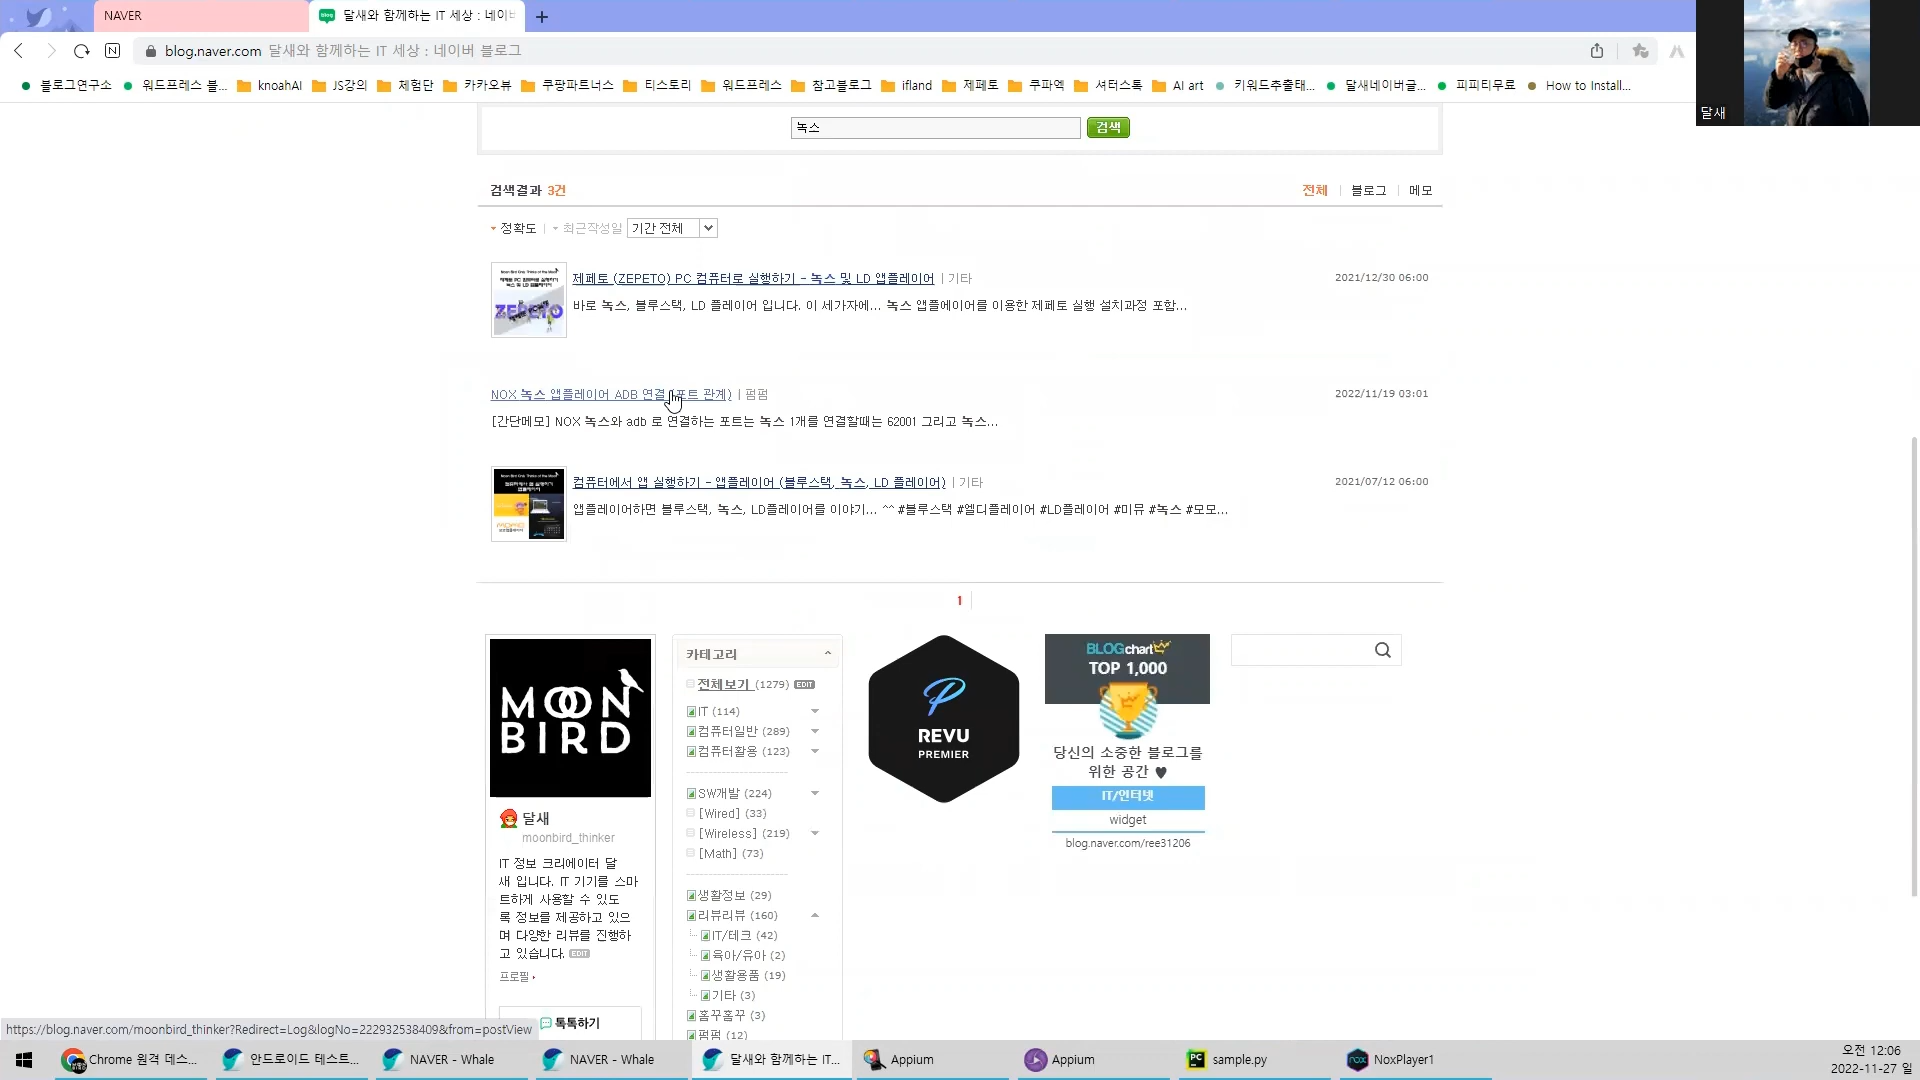 NAVER
달새와 함께하는 IT 세상 : 네이ㅂ
blog.naver.com 달새와 함께하는 IT 세상 : 네이버 블로그
블로그연구소
워드프레스 블...
knoahAI
JS강의
체험단
카카오뷰
쿠팡파트너스
티스토리
워드프레스
참고블로그
ifland
제페토
쿠파엑
셔터스톡
AI art
키워드추출태...
달새네이버글...
피피티무료
How to Install...
달새
녹스
검색
검색결과 3건
전체 블로그 메모
정확도 최근작성일 기간 전체
제페토 (ZEPETO) PC 컴퓨터로 실행하기 - 녹스 및 LD 앱플레이어 | 기타
2021/12/30 06:00
바로 녹스, 블루스택, LD 플레이어 입니다. 이 세가자에... 녹스 앱플에이어를 이용한 제페토 실행 설치과정 포함...
ZEPETO
NOX 녹스 앱플레이어 ADB 연결 (포트 관계) | 펌펌
2022/11/19 03:01
[간단메모] NOX 녹스와 adb 로 연결하는 포트는 녹스 1개를 연결할때는 62001 그리고 녹스...
컴퓨터에서 앱 실행하기 - 앱플레이어 (블루스택, 녹스, LD 플레이어) | 기타
2021/07/12 06:00
앱플레이어하면 블루스택, 녹스, LD플레이어를 이야기... ^^ #블루스택 #엘디플레이어 #LD플레이어 #미뮤 #녹스 #모모...
1
MOON
BIRD
달새
moonbird_thinker
IT 정보 크리에이터 달
새 입니다. IT 기기를 스마
트하게 사용할 수 있도
록 정보를 제공하고 있으
며 다양한 리뷰를 진행하
고 있습니다. EDIT
프로필
톡톡하기
카테고리
전체보기 (1279) EDIT
IT (114)
컴퓨터일반 (289)
컴퓨터활용 (123)
SW개발 (224)
[Wired] (33)
[Wireless] (219)
[Math] (73)
생활정보 (29)
리뷰리뷰 (160)
IT/테크 (42)
육아/유아 (2)
생활용품 (19)
기타 (3)
홈꾸홈꾸 (3)
펌펌 (12)
REVU
PREMIER
BLOGchart
TOP 1,000
당신의 소중한 블로그를
위한 공간 ♥
IT/인터넷
widget
blog.naver.com/ree31206
https://blog.naver.com/moonbird_thinker?Redirect=Log&logNo=222932538409&from=postView
Chrome 원격 데스...
안드로이드 테스트...
NAVER - Whale
NAVER - Whale
달새와 함께하는 IT...
Appium
Appium
sample.py
NoxPlayer1
오전 12:06
2022-11-27 일